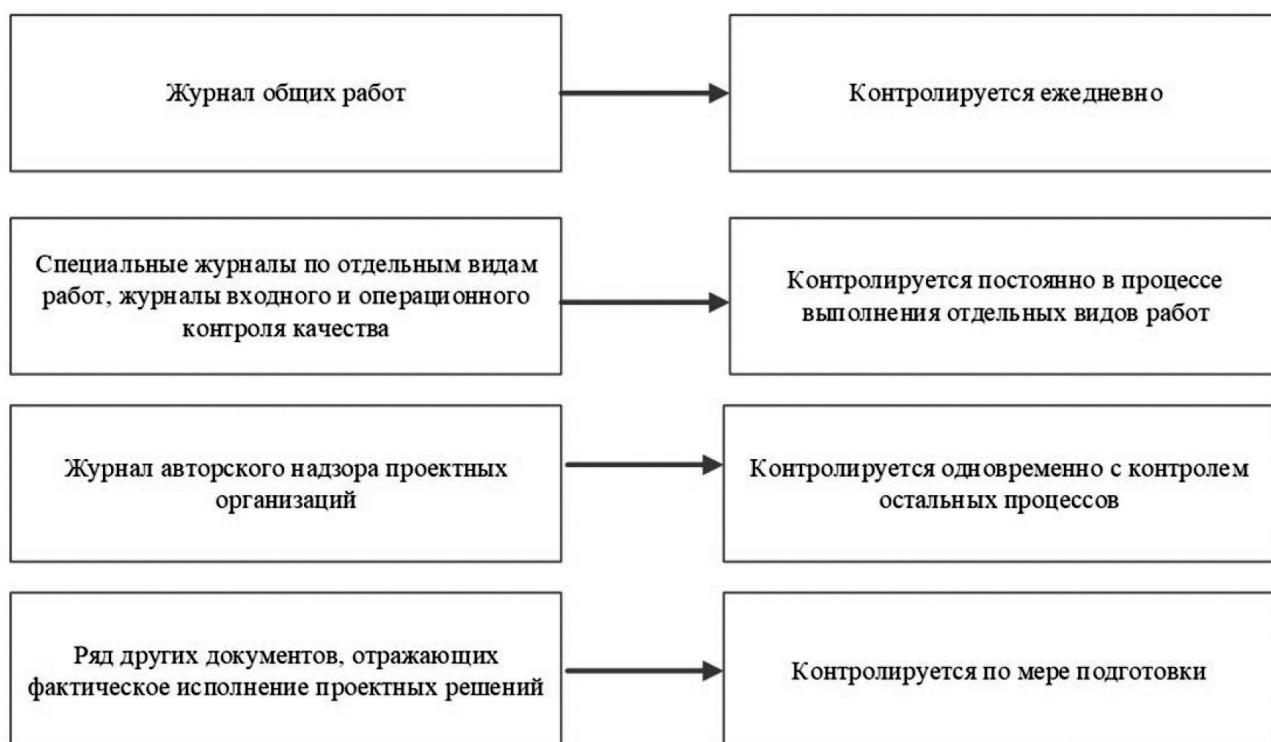 Журнал общих работ
Контролируется ежедневно
Специальные журналы по отдельным видам
работ, журналы входного и операционного
контроля качества
Контролируется постоянно в процессе
выполнения отдельных видов работ
Журнал авторского надзора проектных
организаций
Контролируется одновременно с контролем
остальных процессов
Ряд других документов, отражающих
фактическое исполнение проектных решений
Контролируется по мере подготовки